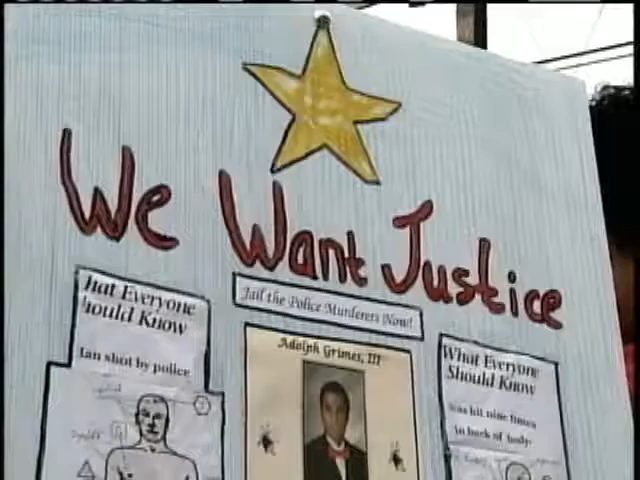 We Want Justice
Jail the Police Murderers Now!
hat Everyone
hould Know
Ian shot by police
Adolph Grimes, III
What Everyone
Should Know
was hit nine times
in back of body